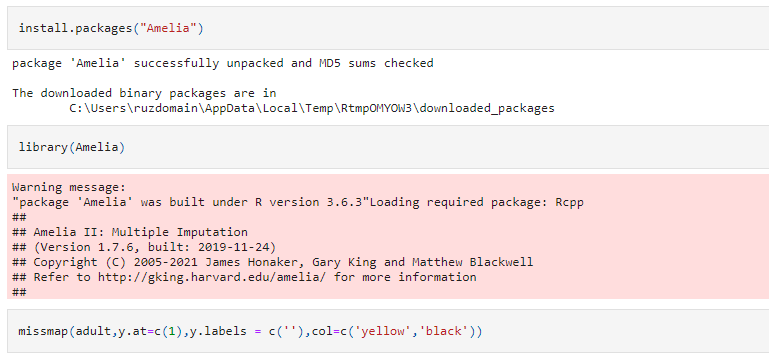 install.packages("Amelia")
package 'Amelia' successfully unpacked and MD5 sums checked
The downloaded binary packages are in
C:\Users\ruzdomain\AppData\Local\Temp\RtmpOMYOW3\downloaded_packages
library(Amelia)
Warning message:
"package 'Amelia' was built under R version 3.6.3"Loading required package: Rcpp
##
## Amelia II: Multiple Imputation
## (Version 1.7.6, built: 2019-11-24)
## Copyright (C) 2005-2021 James Honaker, Gary King and Matthew Blackwell
## Refer to http://gking.harvard.edu/amelia/ for more information
##
missmap(adult,y.at=c(1),y.labels = c(''),col=c('yellow','black'))